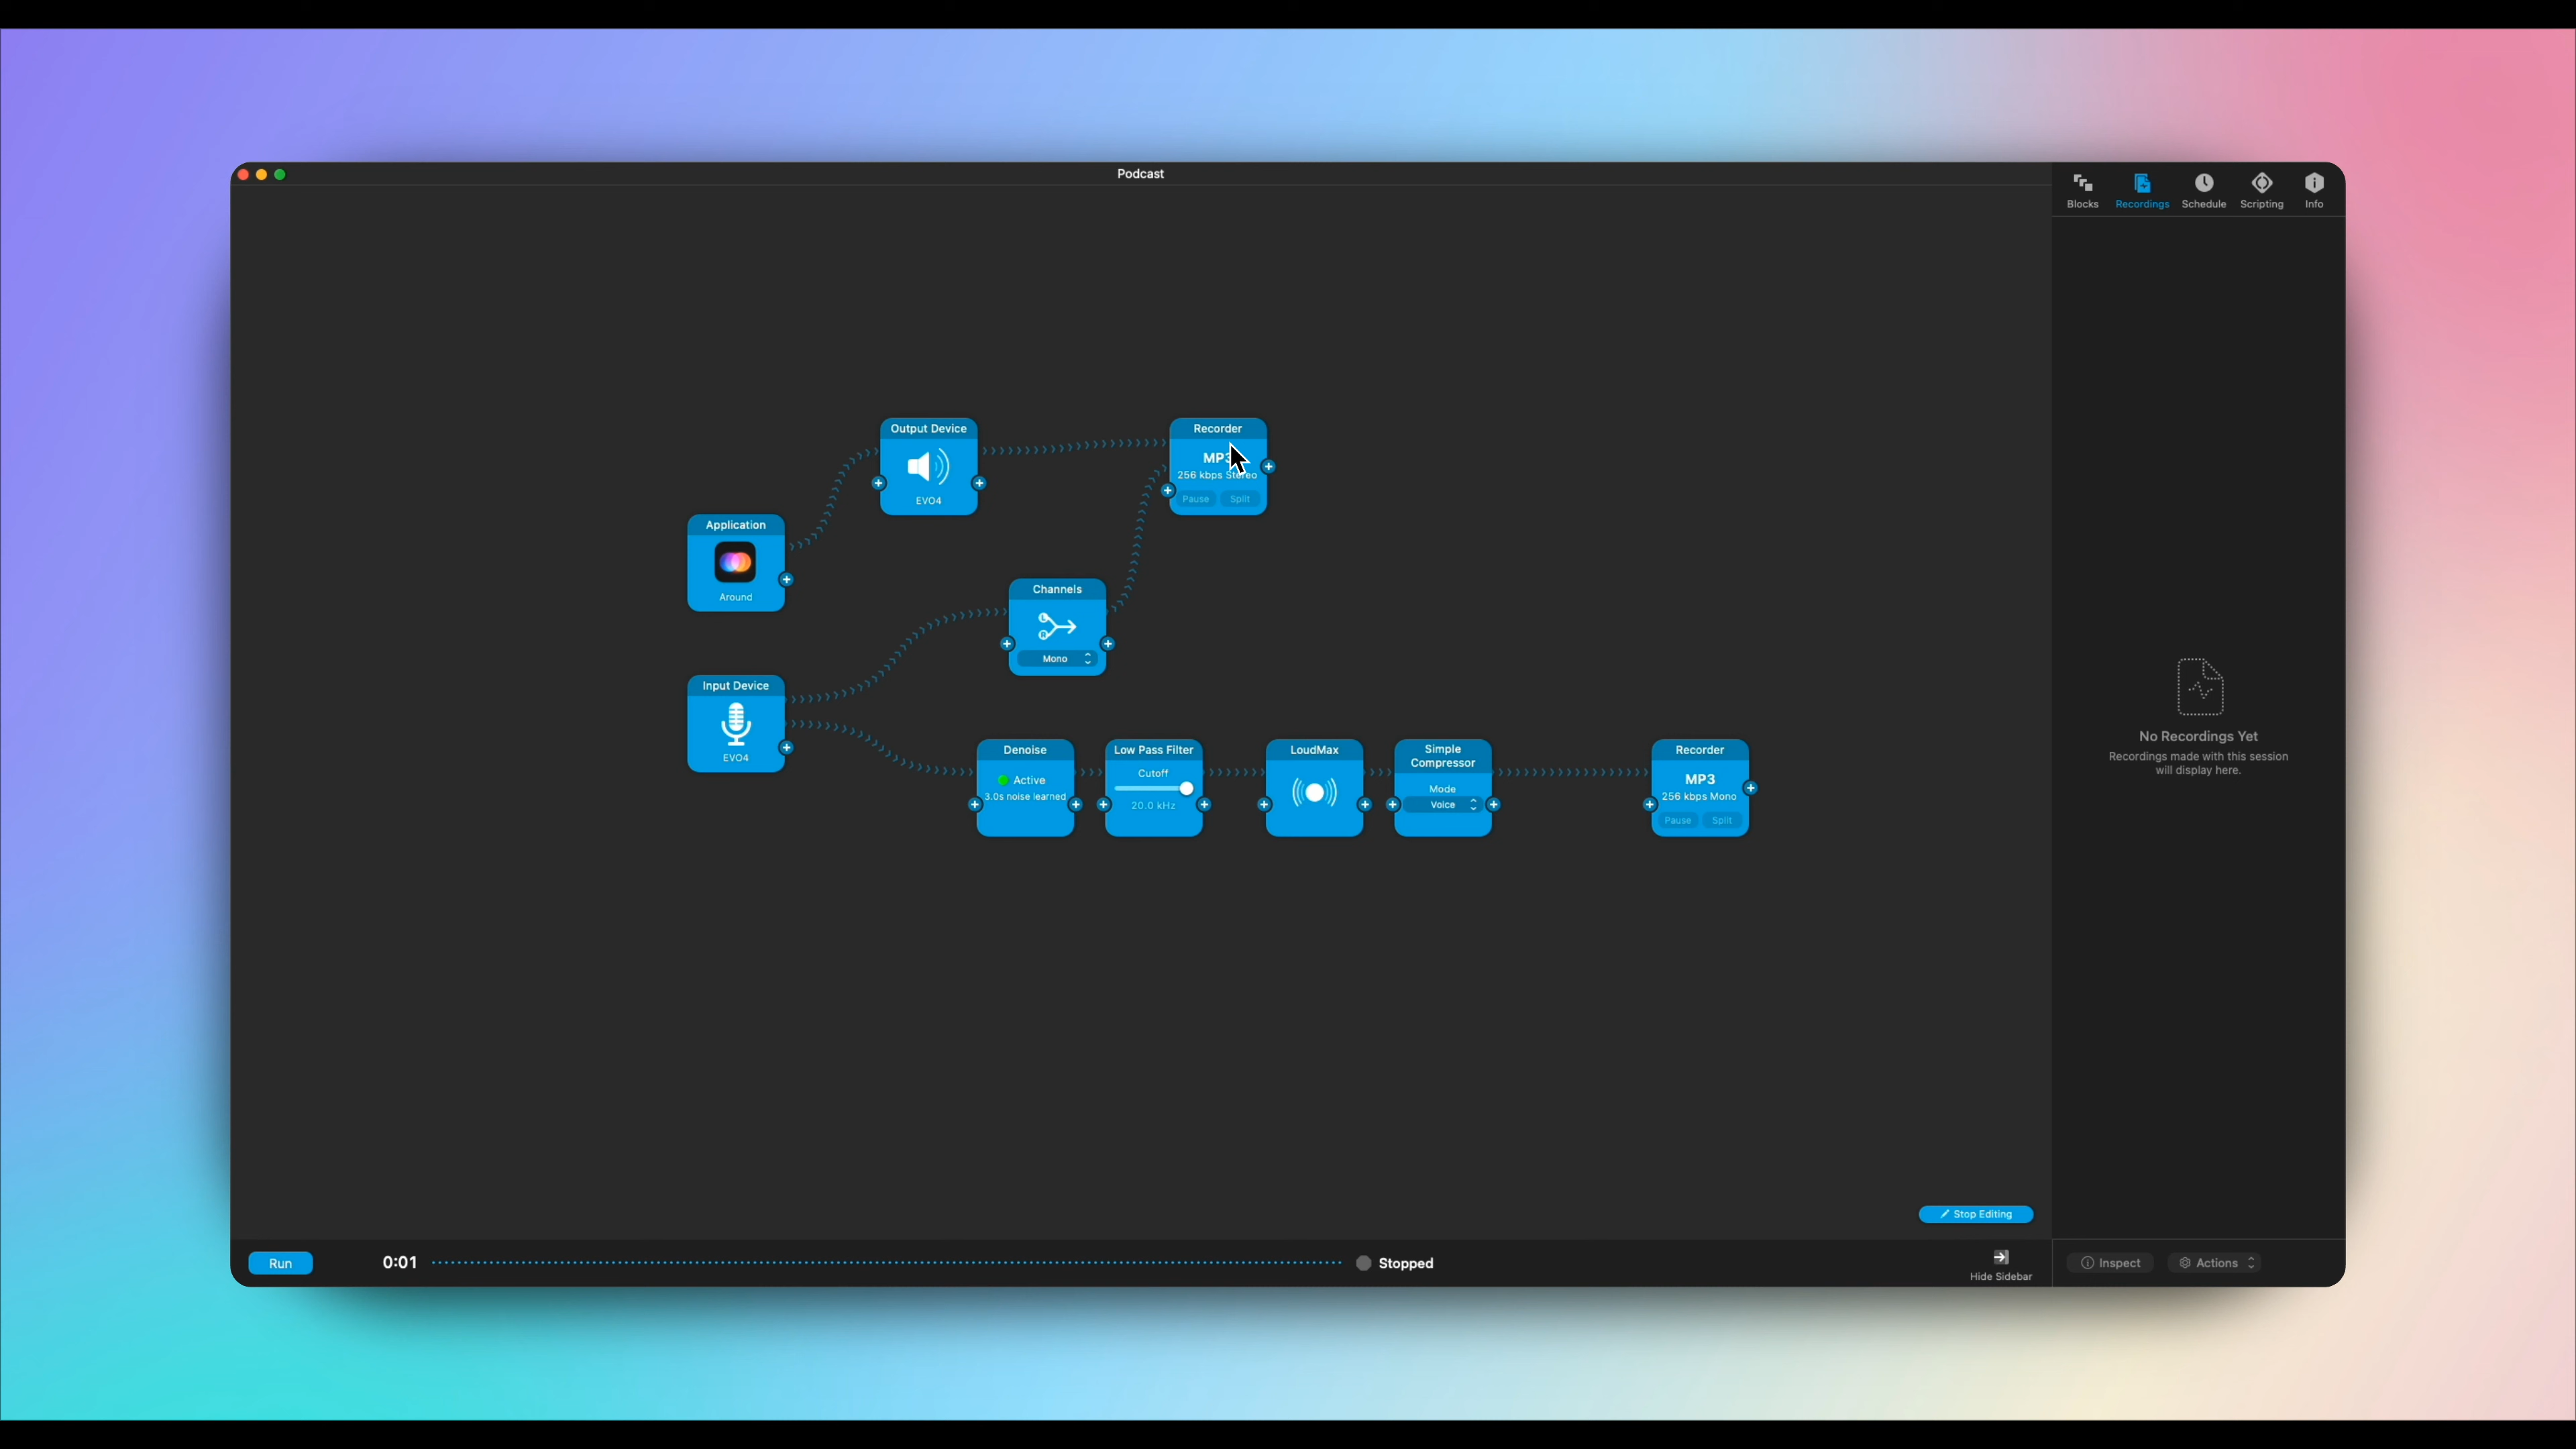 Podcast
Blocks
Recordings
Schedule
Scripting
Info
Output Device
EVO4
Recorder
MP3
256 kbps Stereo
Pause Split
Application
Around
Channels
L
R
Mono
Input Device
EVO4
Denoise
Active
3.0s noise learned
Low Pass Filter
Cutoff
20.0 kHz
LoudMax
Simple
Compressor
Mode
Voice
Recorder
MP3
256 kbps Mono
Pause Split
No Recordings Yet
Recordings made with this session
will display here.
Stop Editing
Run
0:01
Stopped
Hide Sidebar
Inspect
Actions